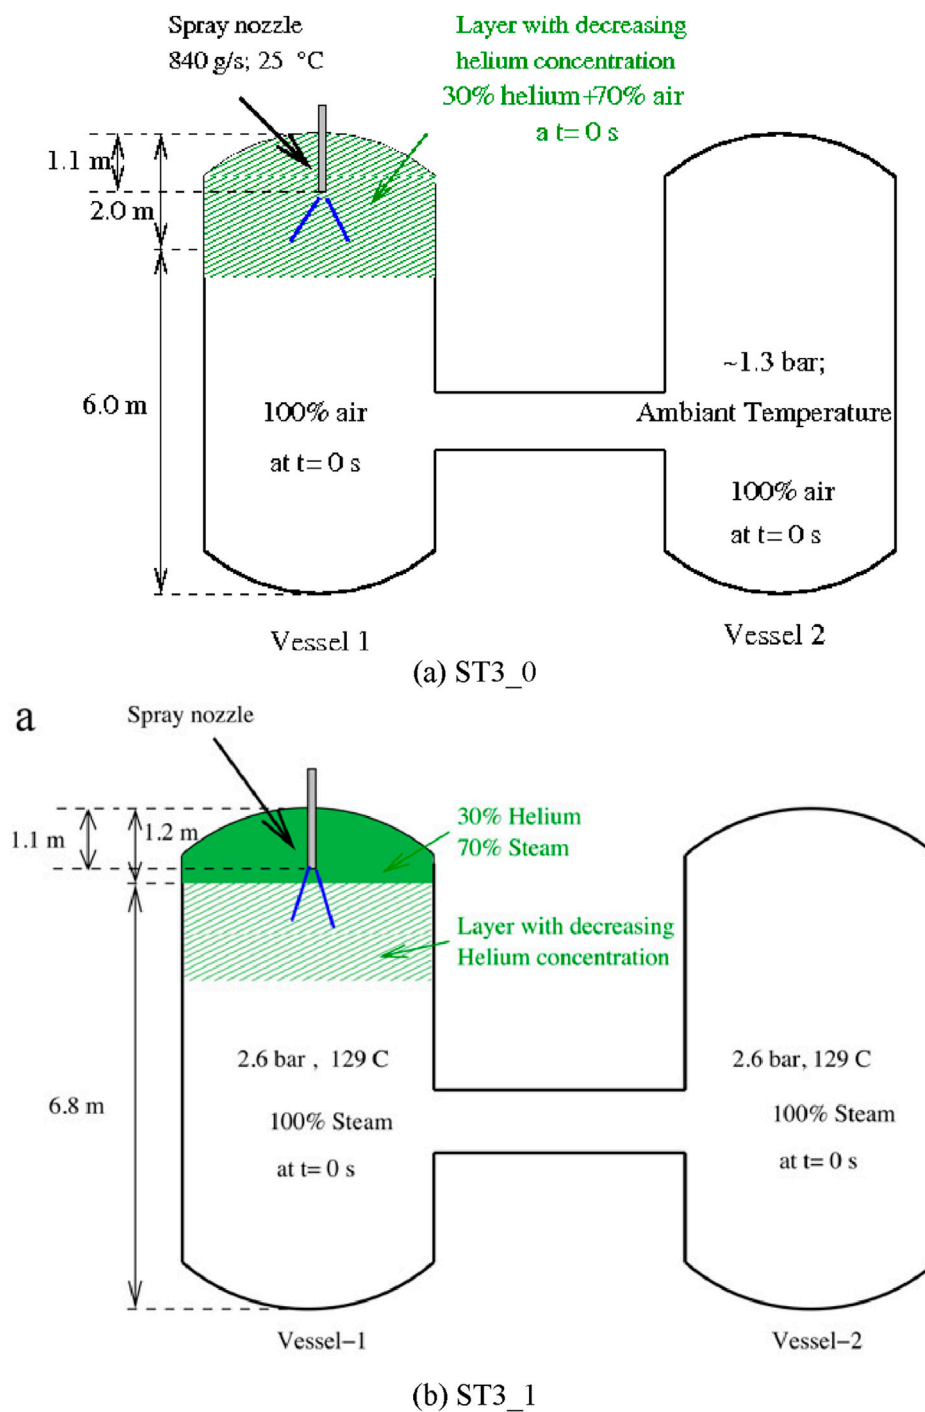 Spray nozzle
840 g/s; 25 °C
Layer with decreasing
helium concentration
30% helium+70% air
a t= 0 s
1.1 m
2.0 m
6.0 m
100% air
at t= 0 s
~1.3 bar;
Ambiant Temperature
100% air
at t= 0 s
Vessel 1
Vessel 2
(a) ST3_0
a
Spray nozzle
1.1 m
1.2 m
30% Helium
70% Steam
Layer with decreasing
Helium concentration
6.8 m
2.6 bar , 129 C
100% Steam
at t= 0 s
2.6 bar, 129 C
100% Steam
at t= 0 s
Vessel-1
Vessel-2
(b) ST3_1